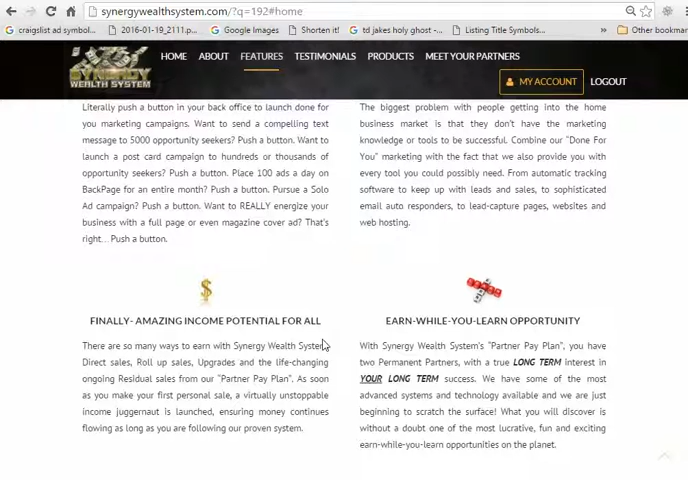 synergywealthsystem.com/?q=192#home
craigslist ad symbol...
2016-01-19_2111.p...
Google Images
Shorten it!
td jakes holy ghost -...
Listing Title Symbols...
»
Other bookmar
SYNERGY
WEALTH SYSTEM
HOME
ABOUT
FEATURES
TESTIMONIALS
PRODUCTS
MEET YOUR PARTNERS
MY ACCOUNT
LOGOUT
Literally push a button in your back office to launch done for
you marketing campaigns. Want to send a compelling text
message to 5000 opportunity seekers? Push a button. Want to
launch a post card campaign to hundreds or thousands of
opportunity seekers? Push a button. Place 100 ads a day on
BackPage for an entire month? Push a button. Pursue a Solo
Ad campaign? Push a button. Want to REALLY energize your
business with a full page or even magazine cover ad? That's
right... Push a button.
The biggest problem with people getting into the home
business market is that they don't have the marketing
knowledge or tools to be successful. Combine our "Done For
You" marketing with the fact that we also provide you with
every tool you could possibly need. From automatic tracking
software to keep up with leads and sales, to sophisticated
email auto responders, to lead-capture pages, websites and
web hosting.
FINALLY- AMAZING INCOME POTENTIAL FOR ALL
There are so many ways to earn with Synergy Wealth System
Direct sales, Roll up sales, Upgrades and the life-changing
ongoing Residual sales from our "Partner Pay Plan". As soon
as you make your first personal sale, a virtually unstoppable
income juggernaut is launched, ensuring money continues
flowing as long as you are following our proven system.
EARN-WHILE-YOU-LEARN OPPORTUNITY
With Synergy Wealth System's "Partner Pay Plan", you have
two Permanent Partners, with a true LONG TERM interest in
YOUR LONG TERM success. We have some of the most
advanced systems and technology available and we are just
beginning to scratch the surface! What you will discover is
without a doubt one of the most lucrative, fun and exciting
earn-while-you-learn opportunities on the planet.